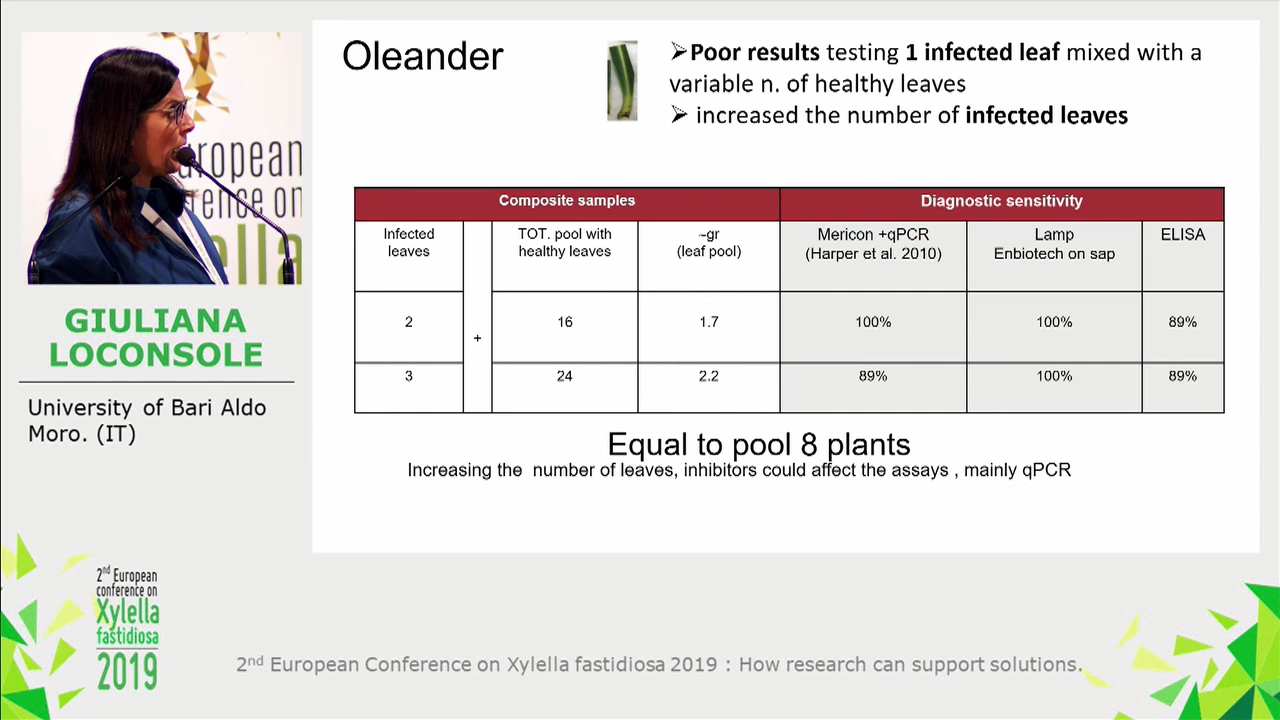 Oleander
➢Poor results testing 1 infected leaf mixed with a
variable n. of healthy leaves
➢ increased the number of infected leaves
uropean
ference on
ella
GIULIANA
LOCONSOLE
University of Bari Aldo
Moro. (IT)
Composite samples
Diagnostic sensitivity
Infected
leaves
+
TOT. pool with
healthy leaves
~gr
(leaf pool)
Mericon +qPCR
(Harper et al. 2010)
Lamp
Enbiotech on sap
ELISA
2
16
1.7
100%
100%
89%
3
24
2.2
89%
100%
89%
Equal to pool 8 plants
Increasing the number of leaves, inhibitors could affect the assays , mainly qPCR
2nd European
conference on
Xylella
fastidiosa
2019
2nd European Conference on Xylella fastidiosa 2019 : How research can support solutions.